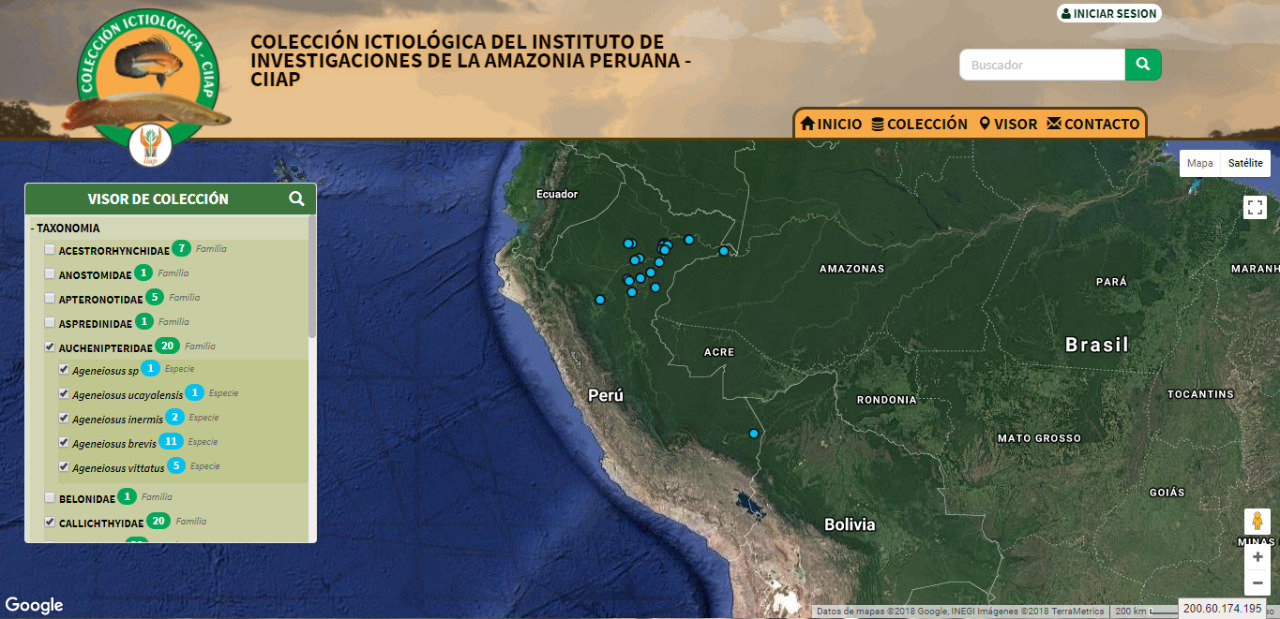 INICIAR SESION
COLECCIÓN ICTIOLÓGICA - CIIAP
iiap
COLECCIÓN ICTIOLÓGICA DEL INSTITUTO DE
INVESTIGACIONES DE LA AMAZONIA PERUANA -
CIIAP
Buscador
INICIO COLECCIÓN VISOR CONTACTO
Mapa Satélite
VISOR DE COLECCIÓN
- TAXONOMIA
ACESTRORHYNCHIDAE 7 Familia
ANOSTOMIDAE 1 Familia
APTERONOTIDAE 5 Familia
ASPREDINIDAE 1 Familia
AUCHENIPTERIDAE 20 Familia
Ageneiosus sp 1 Especie
Ageneiosus ucayalensis 1 Especie
Ageneiosus inermis 2 Especie
Ageneiosus brevis 11 Especie
Ageneiosus vittatus 5 Especie
BELONIDAE 1 Familia
CALLICHTHYIDAE 20 Familia
Ecuador
AMAZONAS
PARÁ
MARANH
Brasil
ACRE
Perú
RONDONIA
TOCANTINS
MATO GROSSO
GOIÁS
Bolivia
MINAS
Google
Datos de mapas ©2018 Google, INEGI Imágenes ©2018 TerraMetrics 200 km
200.60.174.195